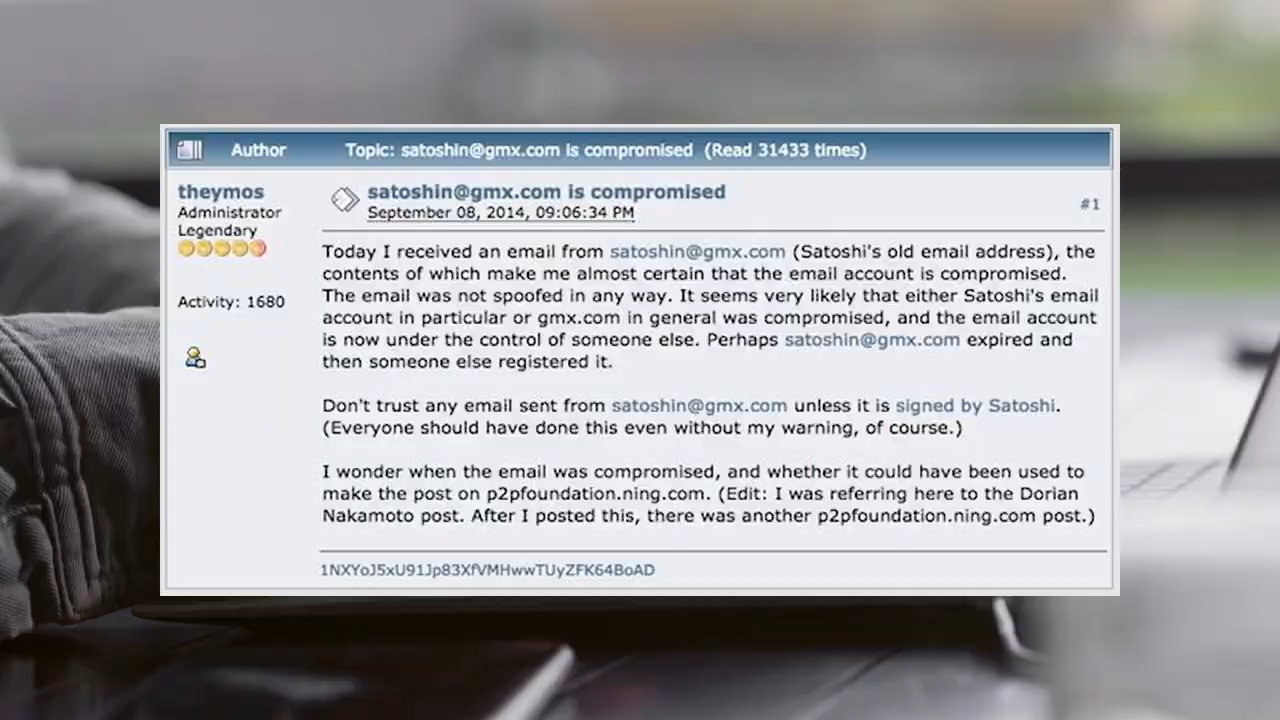 Author Topic: satoshin@gmx.com is compromised (Read 31433 times)
theymos
Administrator
Legendary
Activity: 1680
satoshin@gmx.com is compromised
September 08, 2014, 09:06:34 PM
#1
Today I received an email from satoshin@gmx.com (Satoshi's old email address), the
contents of which make me almost certain that the email account is compromised.
The email was not spoofed in any way. It seems very likely that either Satoshi's email
account in particular or gmx.com in general was compromised, and the email account
is now under the control of someone else. Perhaps satoshin@gmx.com expired and
then someone else registered it.
Don't trust any email sent from satoshin@gmx.com unless it is signed by Satoshi.
(Everyone should have done this even without my warning, of course.)
I wonder when the email was compromised, and whether it could have been used to
make the post on p2pfoundation.ning.com. (Edit: I was referring here to the Dorian
Nakamoto post. After I posted this, there was another p2pfoundation.ning.com post.)
1NXYoJ5xU91Jp83XfVMHwwTUyZFK64BoAD